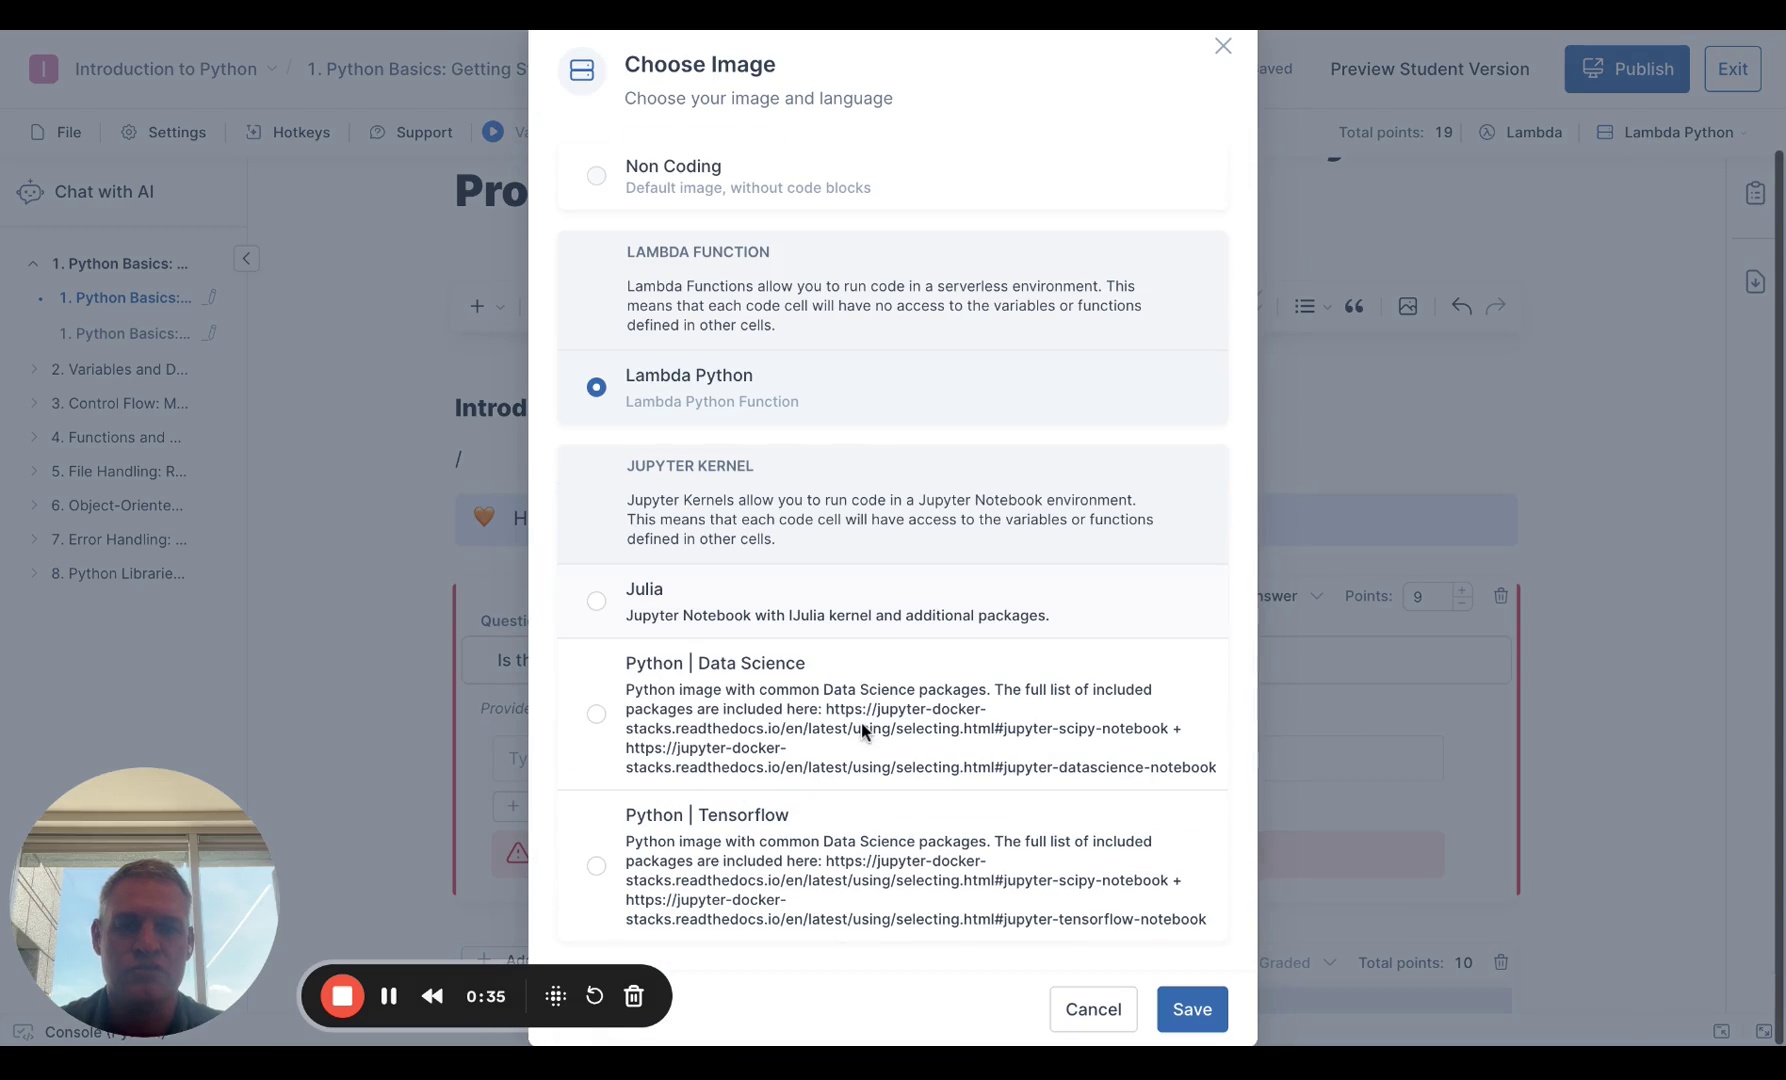 Introduction to Python / 1. Python Basics: Getting S
aved
Preview Student Version
Publish
Exit
File
Settings
Hotkeys
Support
Va
Total points: 19
Lambda
Lambda Python
Chat with AI
1. Python Basics: ...
1. Python Basics:...
1. Python Basics:...
2. Variables and D...
3. Control Flow: M...
4. Functions and ...
5. File Handling: R...
6. Object-Oriente...
7. Error Handling: ...
8. Python Librarie...
Pro
Introd
/
H
Questi
Is th
Provide
Ty
Ad
nswer
Points: 9
Graded
Total points: 10
Choose Image
Choose your image and language
Non Coding
Default image, without code blocks
LAMBDA FUNCTION
Lambda Functions allow you to run code in a serverless environment. This
means that each code cell will have no access to the variables or functions
defined in other cells.
Lambda Python
Lambda Python Function
JUPYTER KERNEL
Jupyter Kernels allow you to run code in a Jupyter Notebook environment.
This means that each code cell will have access to the variables or functions
defined in other cells.
Julia
Jupyter Notebook with IJulia kernel and additional packages.
Python | Data Science
Python image with common Data Science packages. The full list of included
packages are included here: https://jupyter-docker-
stacks.readthedocs.io/en/latest/using/selecting.html#jupyter-scipy-notebook +
https://jupyter-docker-
stacks.readthedocs.io/en/latest/using/selecting.html#jupyter-datascience-notebook
Python | Tensorflow
Python image with common Data Science packages. The full list of included
packages are included here: https://jupyter-docker-
stacks.readthedocs.io/en/latest/using/selecting.html#jupyter-scipy-notebook +
https://jupyter-docker-
stacks.readthedocs.io/en/latest/using/selecting.html#jupyter-tensorflow-notebook
0:35
Cancel
Save
Console